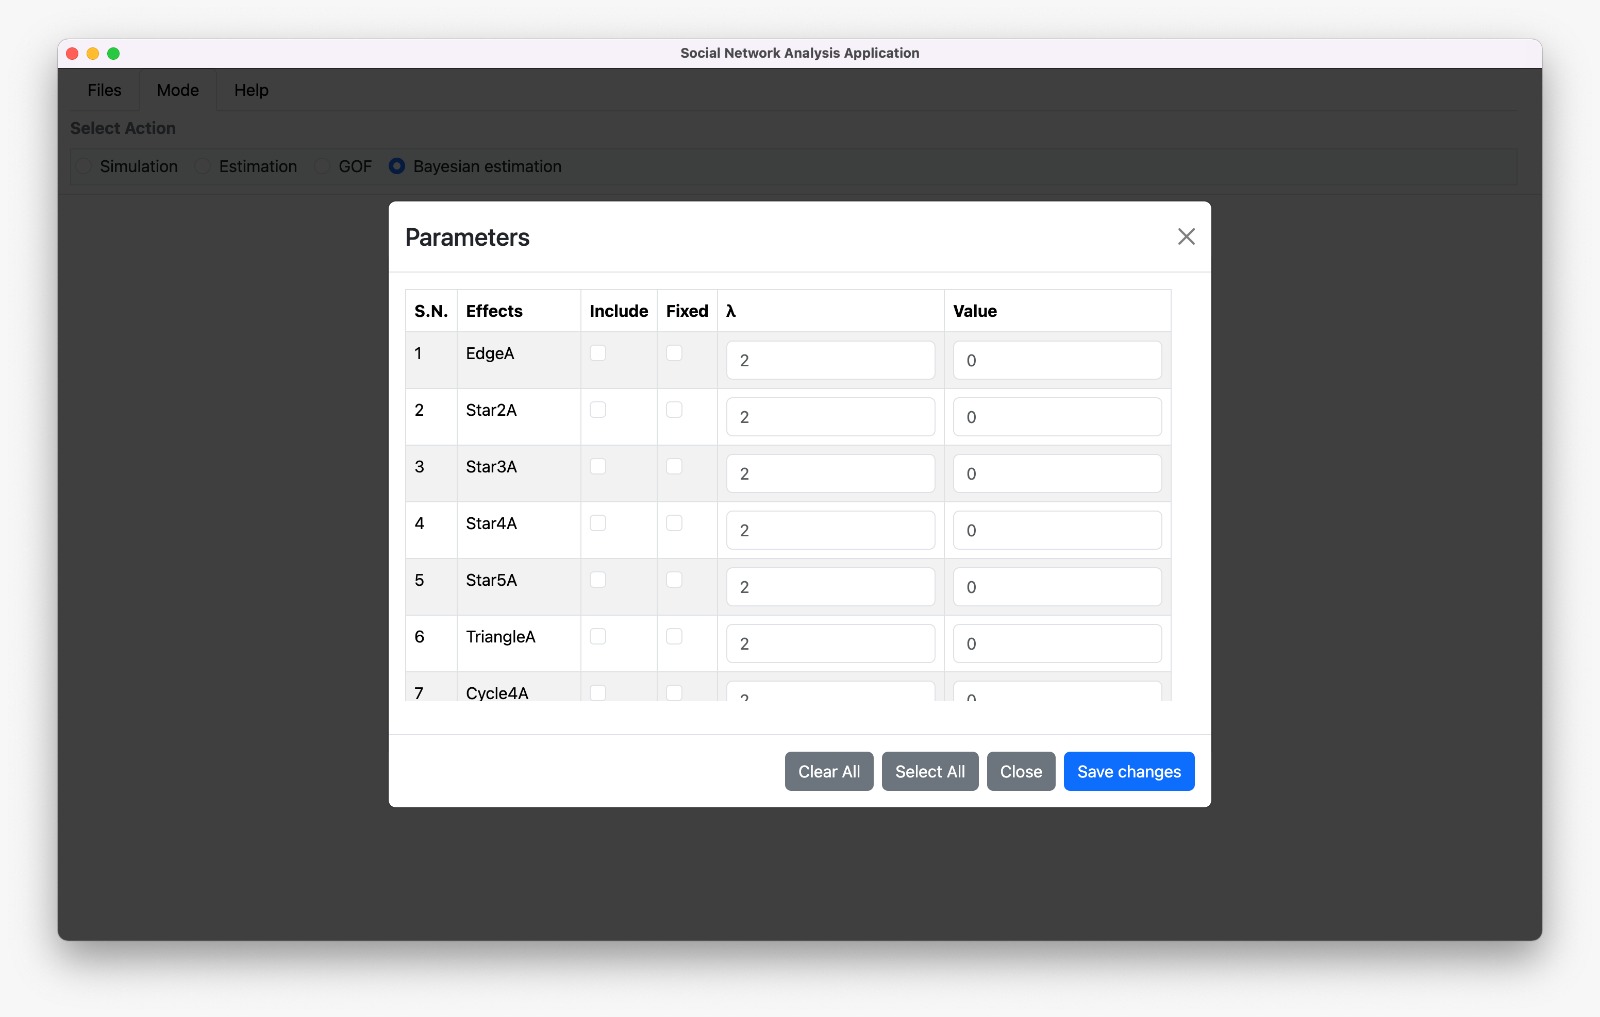 Social Network Analysis Application
Files Mode Help
Select Action
Simulation Estimation GOF Bayesian estimation
Parameters
S.N. Effects Include Fixed λ Value
1 EdgeA 2 0
2 Star2A 2 0
3 Star3A 2 0
4 Star4A 2 0
5 Star5A 2 0
6 TriangleA 2 0
7 Cycle4A 2 0
Clear All Select All Close Save changes